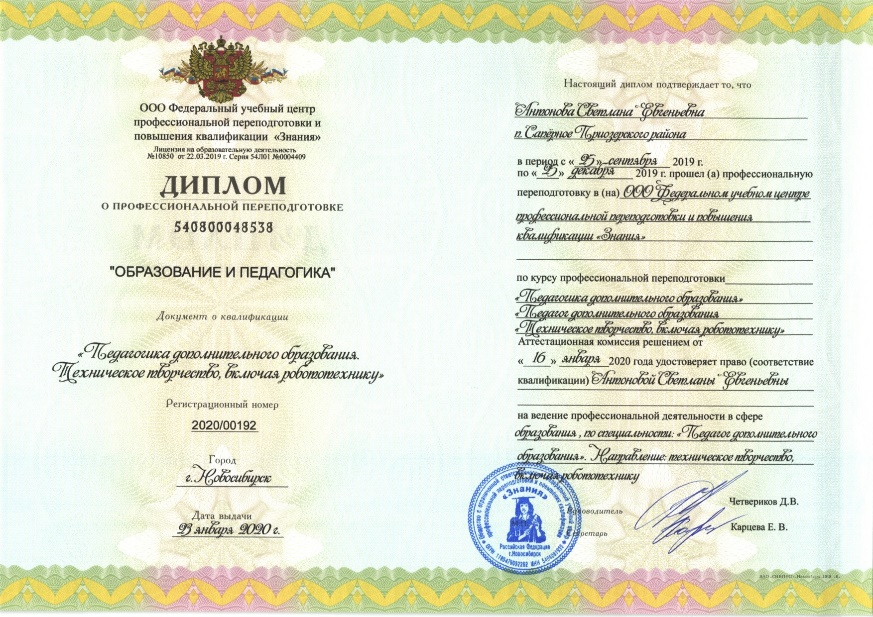 ООО Федеральный учебный центр
профессиональной переподготовки и
повышения квалификации «Знания»
Лицензия на образовательную деятельность
№10850 от 22.03.2019 г. Серия 54Л01 №0004409
ДИПЛОМ
О ПРОФЕССИОНАЛЬНОЙ ПЕРЕПОДГОТОВКЕ
540800048538
"ОБРАЗОВАНИЕ И ПЕДАГОГИКА"
Документ о квалификации
«Педагогика дополнительного образования.
Техническое творчество, включая робототехнику»
Регистрационный номер
2020/00192
Город
г. Новосибирск
Дата выдачи
23 января 2020 г.
Настоящий диплом подтверждает то, что
Антонова Светлана Евгеньевна
п. Сапёрное Приозерского района
в период с « 25 » сентября 2019 г.
по « 25 » декабря 2019 г. прошел (а) профессиональную
переподготовку в (на) ООО Федеральном учебном центре
профессиональной переподготовки и повышения
квалификации «Знания»
по курсу профессиональной переподготовки
«Педагогика дополнительного образования»
«Педагог дополнительного образования
«Техническое творчество, включая робототехнику»
Аттестационная комиссия решением от
« 16 » января 2020 года удостоверяет право (соответствие
квалификации) Антоновой Светланы Евгеньевны
на ведение профессиональной деятельности в сфере
образования , по специальности: «Педагог дополнительного
образования». Направление: техническое творчество,
включая робототехнику
Руководитель
Четвериков Д.В.
Секретарь
Карцева Е. В.
«Знания»
Российская Федерация
г.Новосибирск